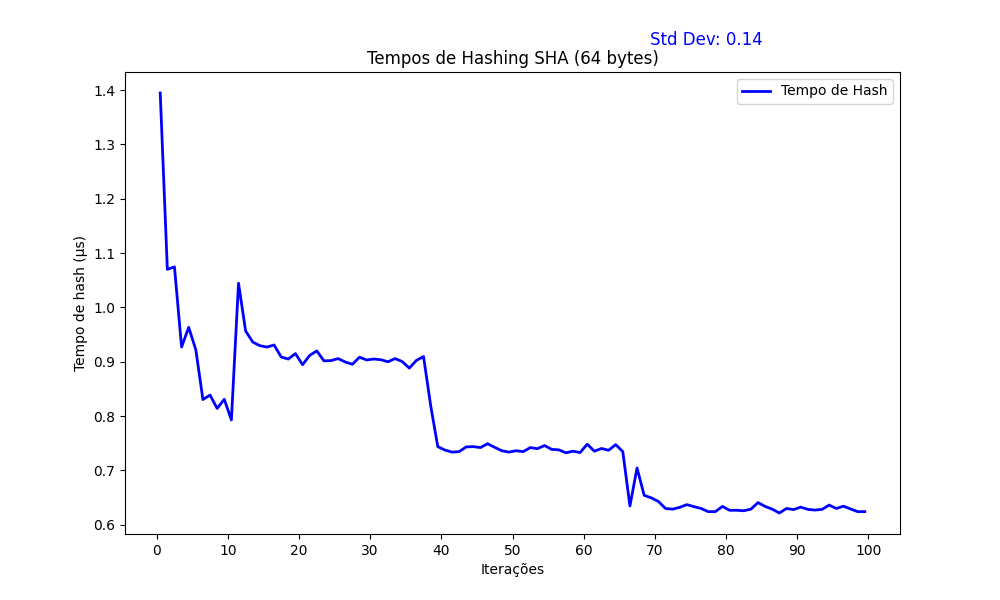 Std Dev: 0.14
Tempos de Hashing SHA (64 bytes)
Tempo de Hash
Tempo de hash (µs)
1.4
1.3
1.2
1.1
1.0
0.9
0.8
0.7
0.6
0 10 20 30 40 50 60 70 80 90 100
Iterações